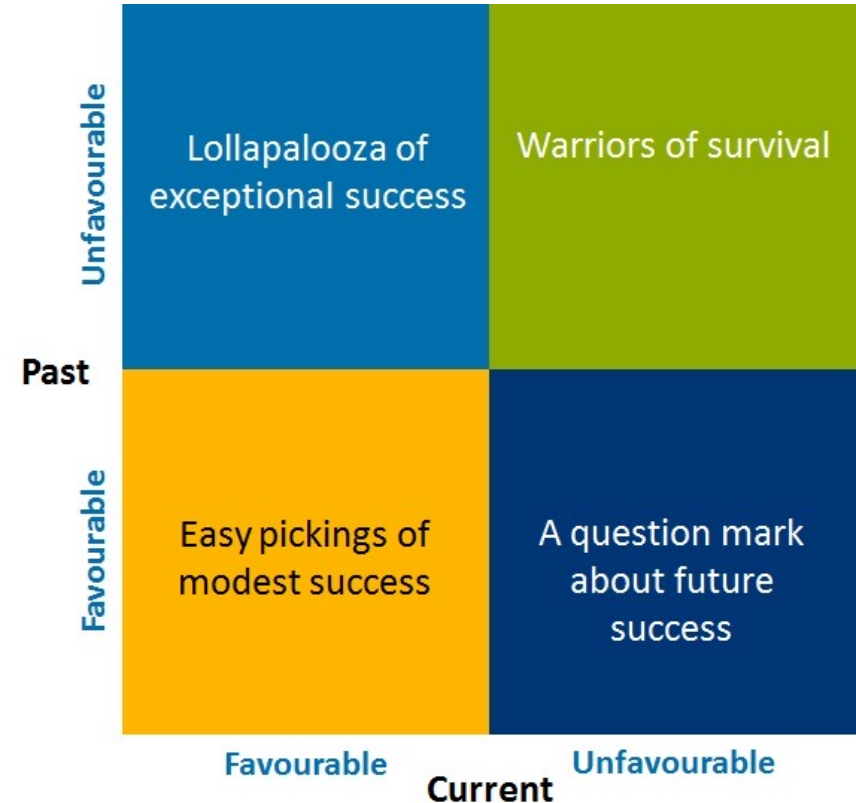 Unfavourable
Lollapalooza of
exceptional success
Warriors of survival
Past
Favourable
Easy pickings of
modest success
A question mark
about future
success
Favourable
Unfavourable
Current